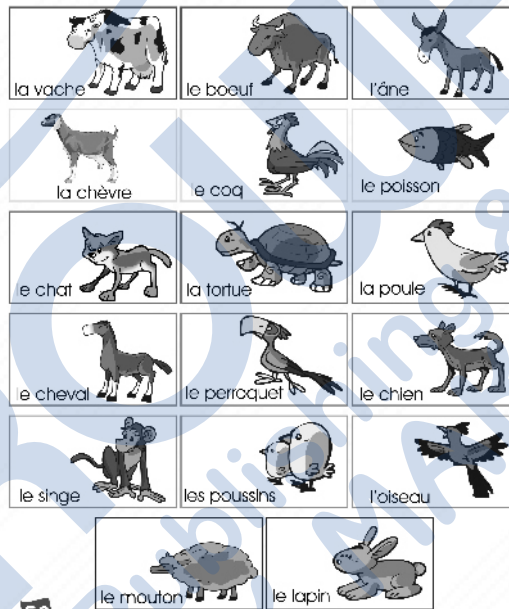 la vache
le boeuf
l'âne
la chèvre
e coq
le poisson
e chat
la tortue
la poule
le cheval
le perroquet
le chien
le singe
les poussins
l'oiseau
le mouton
le lapin